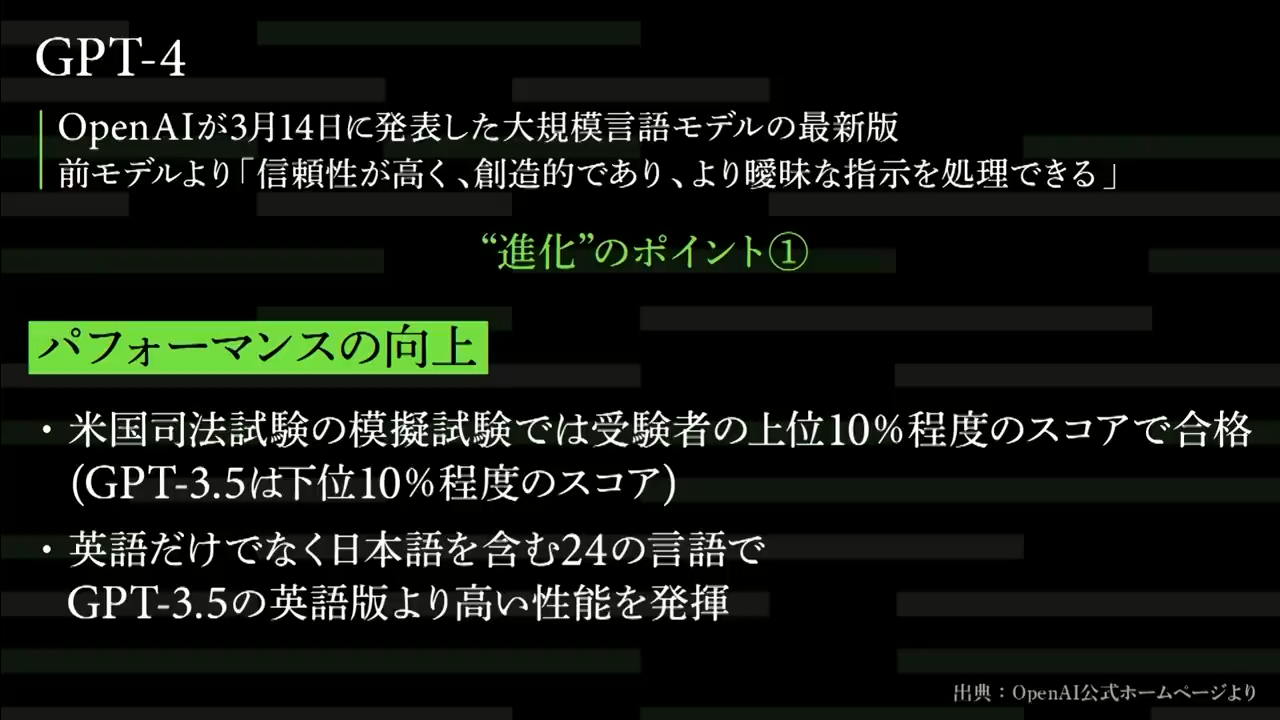 GPT-4
OpenAIが3月14日に発表した大規模言語モデルの最新版
前モデルより「信頼性が高く、創造的であり、より曖昧な指示を処理できる」
“進化”のポイント①
パフォーマンスの向上
・米国司法試験の模擬試験では受験者の上位10%程度のスコアで合格
(GPT-3.5は下位10%程度のスコア)
・英語だけでなく日本語を含む24の言語で
GPT-3.5の英語版より高い性能を発揮
出典：OpenAI公式ホームページより